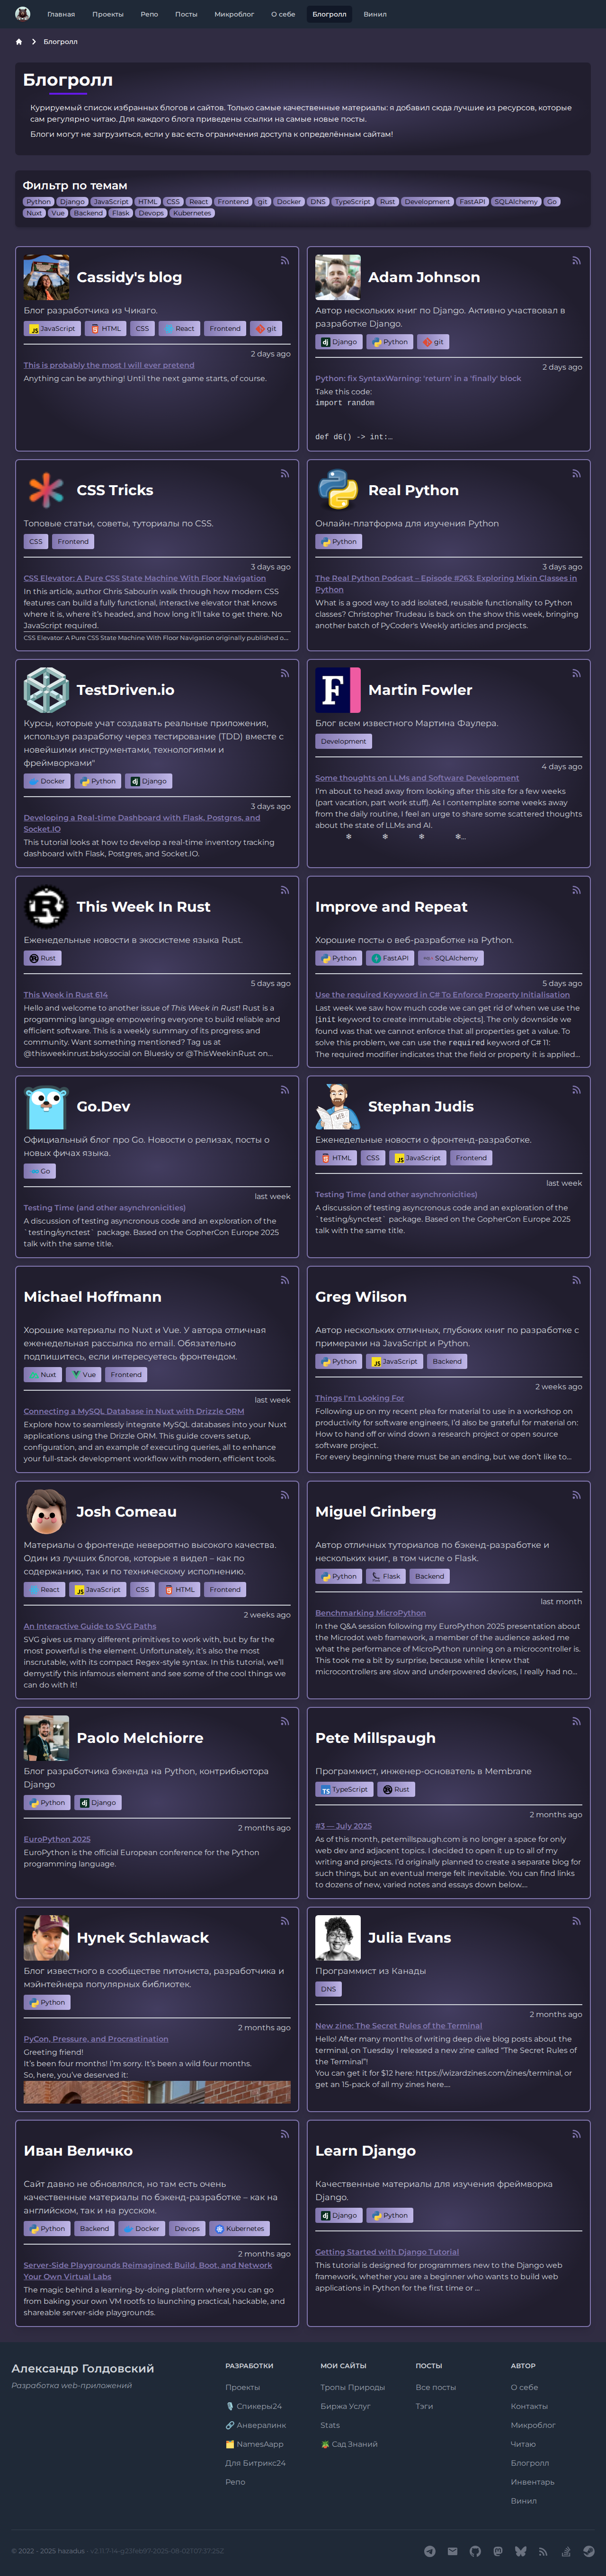 Главная Проекты Репо Посты Микроблог О себе Блогролл Винил
Блогролл
Блогролл
Курируемый список избранных блогов и сайтов. Только самые качественные материалы: я добавил сюда лучшие из ресурсов, которые
сам регулярно читаю. Для каждого блога приведены ссылки на самые новые посты.
Блоги могут не загрузиться, если у вас есть ограничения доступа к определённым сайтам!
Фильтр по темам
Python Django JavaScript HTML CSS React Frontend git Docker DNS TypeScript Rust Development FastAPI SQLAlchemy Go
Nuxt Vue Backend Flask Devops Kubernetes
Cassidy's blog
Блог разработчика из Чикаго.
JavaScript HTML CSS React Frontend git
2 days ago
This is probably the most I will ever pretend
Anything can be anything! Until the next game starts, of course.
Adam Johnson
Автор нескольких книг по Django. Активно участвовал в
разработке Django.
Django Python git
2 days ago
Python: fix SyntaxWarning: 'return' in a 'finally' block
Take this code:
import random
def d6() -> int:…
CSS Tricks
Топовые статьи, советы, туториалы по CSS.
CSS Frontend
3 days ago
CSS Elevator: A Pure CSS State Machine With Floor Navigation
In this article, author Chris Sabourin walk through how modern CSS
features can build a fully functional, interactive elevator that knows
where it is, where it's headed, and how long it'll take to get there. No
JavaScript required.
CSS Elevator: A Pure CSS State Machine With Floor Navigation originally published o…
Real Python
Онлайн-платформа для изучения Python
Python
3 days ago
The Real Python Podcast – Episode #263: Exploring Mixin Classes in
Python
What is a good way to add isolated, reusable functionality to Python
classes? Christopher Trudeau is back on the show this week, bringing
another batch of PyCoder's Weekly articles and projects.
TestDriven.io
Курсы, которые учат создавать реальные приложения,
используя разработку через тестирование (TDD) вместе с
новейшими инструментами, технологиями и
фреймворками"
Docker Python Django
3 days ago
Developing a Real-time Dashboard with Flask, Postgres, and
Socket.IO
This tutorial looks at how to develop a real-time inventory tracking
dashboard with Flask, Postgres, and Socket.IO.
Martin Fowler
Блог всем известного Мартина Фаулера.
Development
4 days ago
Some thoughts on LLMs and Software Development
I'm about to head away from looking after this site for a few weeks
(part vacation, part work stuff). As I contemplate some weeks away
from the daily routine, I feel an urge to share some scattered thoughts
about the state of LLMs and AI.
❄ ❄ ❄ ❄…
This Week In Rust
Еженедельные новости в экосистеме языка Rust.
Rust
5 days ago
This Week in Rust 614
Hello and welcome to another issue of This Week in Rust! Rust is a
programming language empowering everyone to build reliable and
efficient software. This is a weekly summary of its progress and
community. Want something mentioned? Tag us at
@thisweekinrust.bsky.social on Bluesky or @ThisWeekinRust on…
Improve and Repeat
Хорошие посты о веб-разработке на Python.
Python FastAPI SQLAlchemy
5 days ago
Use the required Keyword in C# To Enforce Property Initialisation
Last week we saw how much code we can get rid of when we use the
[init keyword to create immutable objects]. The only downside we
found was that we cannot enforce that all properties get a value. To
solve this problem, we can use the required keyword of C# 11:
The required modifier indicates that the field or property it is applied…
Go.Dev
Официальный блог про Go. Новости о релизах, посты о
новых фичах языка.
Go
last week
Testing Time (and other asynchronicities)
A discussion of testing asyncronous code and an exploration of the
`testing/synctest` package. Based on the GopherCon Europe 2025
talk with the same title.
Stephan Judis
Еженедельные новости о фронтенд-разработке.
HTML CSS JavaScript Frontend
last week
Testing Time (and other asynchronicities)
A discussion of testing asyncronous code and an exploration of the
`testing/synctest` package. Based on the GopherCon Europe 2025
talk with the same title.
Michael Hoffmann
Хорошие материалы по Nuxt и Vue. У автора отличная
еженедельная рассылка по email. Обязательно
подпишитесь, если интересуетесь фронтендом.
Nuxt Vue Frontend
last week
Connecting a MySQL Database in Nuxt with Drizzle ORM
Explore how to seamlessly integrate MySQL databases into your Nuxt
applications using the Drizzle ORM. This guide covers setup,
configuration, and an example of executing queries, all to enhance
your full-stack development workflow with modern, efficient tools.
Greg Wilson
Автор нескольких отличных, глубоких книг по разработке с
примерами на JavaScript и Python.
Python JavaScript Backend
2 weeks ago
Things I'm Looking For
Following up on my recent plea for material to use in a workshop on
productivity for software engineers, I'd also be grateful for material on:
How to hand off or wind down a research project or open source
software project.
For every beginning there must be an ending, but we don't like to…
Josh Comeau
Материалы о фронтенде невероятно высокого качества.
Один из лучших блогов, которые я видел – как по
содержанию, так и по техническому исполнению.
React JavaScript CSS HTML Frontend
2 weeks ago
An Interactive Guide to SVG Paths
SVG gives us many different primitives to work with, but by far the
most powerful is the element. Unfortunately, it's also the most
inscrutable, with its compact Regex-style syntax. In this tutorial, we'll
demystify this infamous element and see some of the cool things we
can do with it!
Miguel Grinberg
Автор отличных туториалов по бэкенд-разработке и
нескольких книг, в том числе о Flask.
Python Flask Backend
last month
Benchmarking MicroPython
In the Q&A session following my EuroPython 2025 presentation about
the Microdot web framework, a member of the audience asked me
what the performance of MicroPython running on a microcontroller is.
This took me a bit by surprise, because while I knew that
microcontrollers are slow and underpowered devices, I really had no…
Paolo Melchiorre
Блог разработчика бэкенда на Python, контрибьютора
Django
Python Django
2 months ago
EuroPython 2025
EuroPython is the official European conference for the Python
programming language.
Pete Millspaugh
Программист, инженер-основатель в Membrane
TypeScript Rust
2 months ago
#3 — July 2025
As of this month, petemillspaugh.com is no longer a space for only
web dev and adjacent topics. I decided to open it up to all of my
writing and projects. I'd originally planned to create a separate blog for
such things, but an eventual merge felt inevitable. You can find links
to dozens of new, varied notes and essays down below.…
Hynek Schlawack
Блог известного в сообществе питониста, разработчика и
мэйнтейнера популярных библиотек.
Python
2 months ago
PyCon, Pressure, and Procrastination
Greeting friend!
It's been four months! I'm sorry. It's been a wild four months.
So, here, you've deserved it:
Julia Evans
Программист из Канады
DNS
2 months ago
New zine: The Secret Rules of the Terminal
Hello! After many months of writing deep dive blog posts about the
terminal, on Tuesday I released a new zine called “The Secret Rules of
the Terminal”!
You can get it for $12 here: https://wizardzines.com/zines/terminal, or
get an 15-pack of all my zines here.…
Иван Величко
Сайт давно не обновлялся, но там есть очень
качественные материалы по бэкенд-разработке – как на
английском, так и на русском.
Python Backend Docker Devops Kubernetes
2 months ago
Server-Side Playgrounds Reimagined: Build, Boot, and Network
Your Own Virtual Labs
The magic behind a learning-by-doing platform where you can go
from baking your own VM rootfs to launching practical, hackable, and
shareable server-side playgrounds.
Learn Django
Качественные материалы для изучения фреймворка
Django.
Django Python
Getting Started with Django Tutorial
This tutorial is designed for programmers new to the Django web
framework, whether you are a beginner who wants to build web
applications in Python for the first time or …
Александр Голдовский
Разработка web-приложений
РАЗРАБОТКИ
Проекты
Спикеры24
Анвералинк
NamesAapp
Для Битрикс24
Репо
МОИ САЙТЫ
Тропы Природы
Биржа Услуг
Stats
Сад Знаний
ПОСТЫ
Все посты
Тэги
АВТОР
О себе
Контакты
Микроблог
Читаю
Блогролл
Инвентарь
Винил
© 2022 - 2025 hazadus